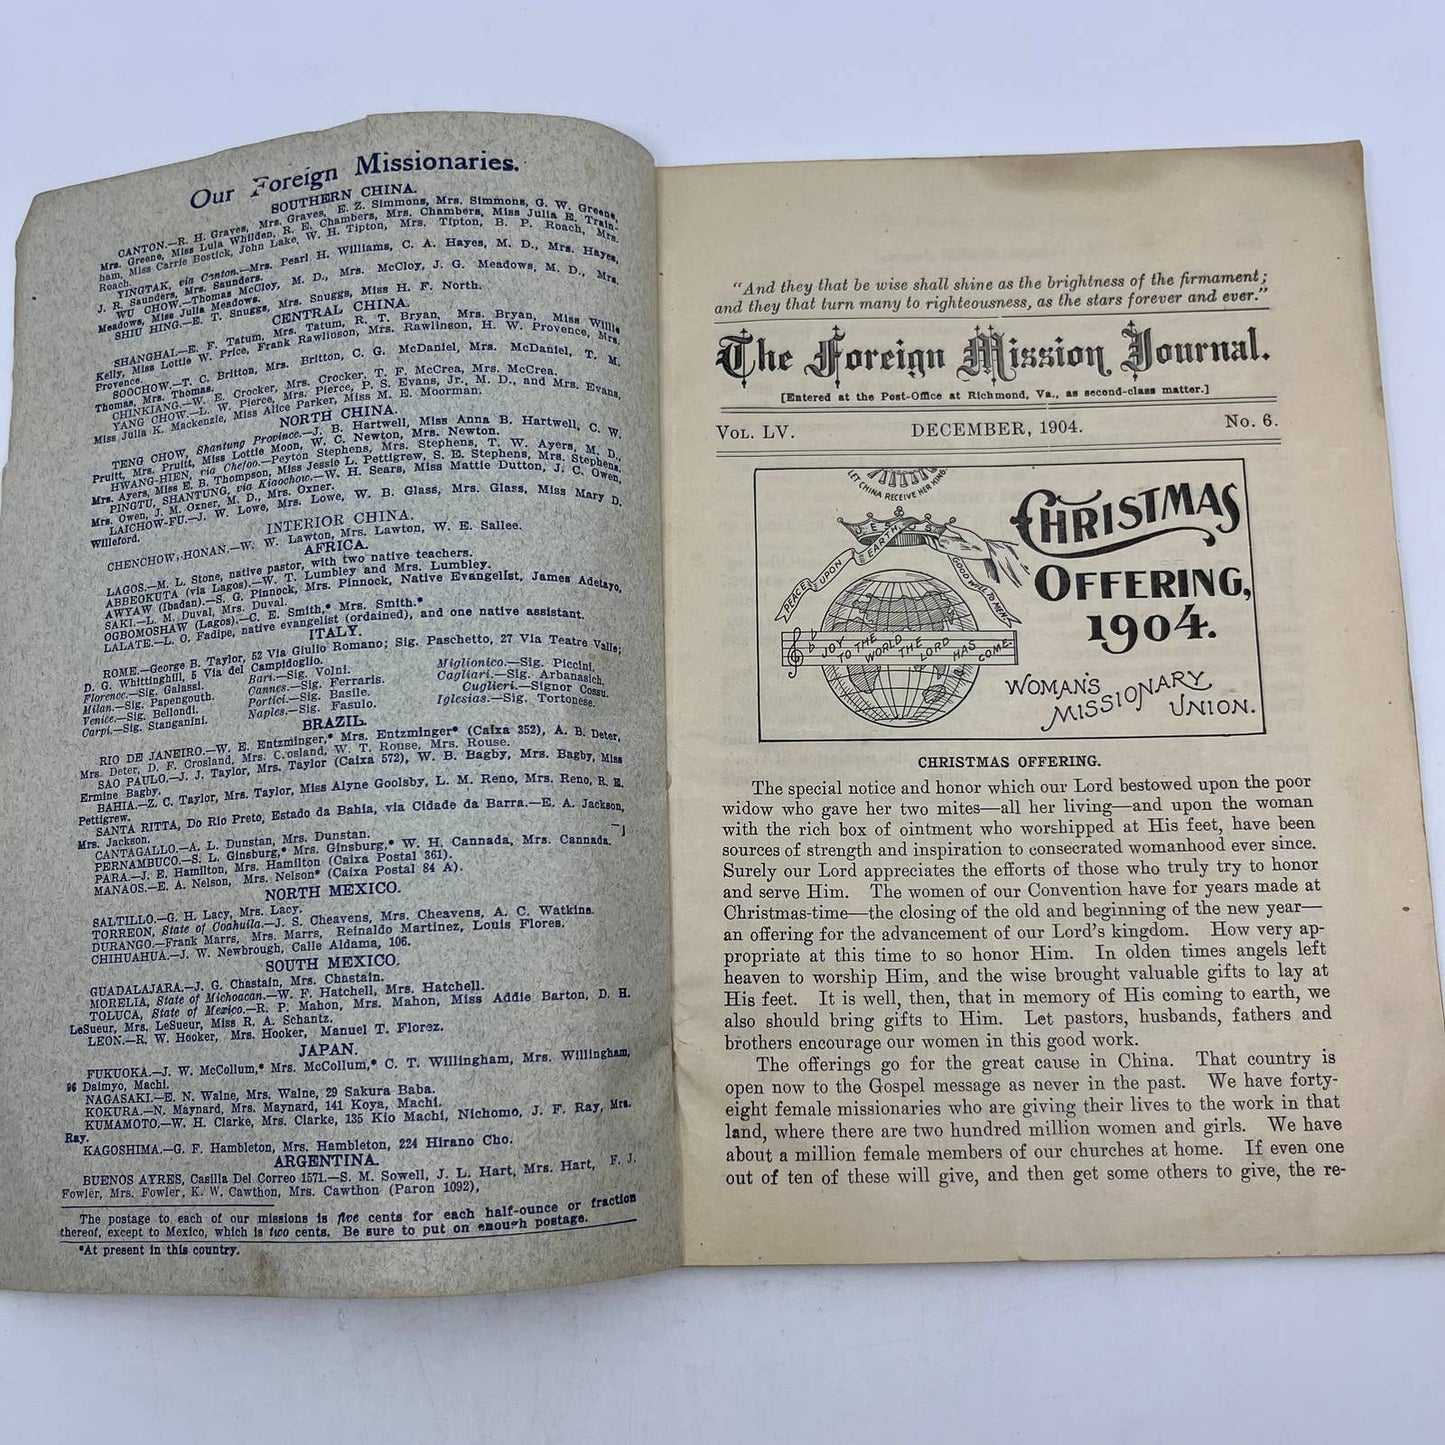 Our Foreign Missionaries.
SOUTHERN CHINA.
CANTON.—R. H. Graves, Mrs. Graves, E. Z. Simmons, Mrs. Simmons, G. W. Greene,
Mrs. Greene, Miss Lula Whilden, R. E. Chambers, Mrs. Chambers, Miss Julia E. Train-
ham, Miss Carrie Bostick, John Lake, W. H. Tipton, Mrs. Tipton, B. P. Roach, Mrs.
Roach.
YINGTAK, via Canton.—Mrs. Pearl H. Williams, C. A. Hayes, M. D., Mrs. Hayes,
J. R. Saunders, Mrs. Saunders.
WU CHOW.—Thomas McCloy, M. D., Mrs. McCloy, J. G. Meadows, M. D., Mrs.
Meadows, Miss Julia Meadows.
SHIU HING.—E. T. Snuggs, Mrs. Snuggs, Miss H. F. North.
CENTRAL CHINA.
SHANGHAI.—E. F. Tatum, Mrs. Tatum, R. T. Bryan, Mrs. Bryan, Miss Willie
Kelly, Miss Lottie W. Price, Frank Rawlinson, Mrs. Rawlinson, H. W. Provence, Mrs.
Provence.
SOOCHOW.—T. C. Britton, Mrs. Britton, C. G. McDaniel, Mrs. McDaniel, T. M.
Thomas, Mrs. Thomas.
CHINKIANG.—W. E. Crocker, Mrs. Crocker, T. F. McCrea, Mrs. McCrea.
YANG CHOW.—L. W. Pierce, Mrs. Pierce, P. S. Evans, Jr., M. D., and Mrs. Evans,
Miss Julia K. Mackenzie, Miss Alice Parker, Miss M. E. Moorman.
NORTH CHINA.
TENG CHOW, Shantung Province.—J. B. Hartwell, Miss Anna B. Hartwell, C. W.
Pruitt, Mrs. Pruitt, Miss Lottie Moon, W. C. Newton, Mrs. Newton.
HWANG-HIEN, via Chefoo.—Peyton Stephens, Mrs. Stephens, T. W. Ayers, M. D.,
Mrs. Ayers, Miss E. B. Thompson, Miss Jessie L. Pettigrew, S. E. Stephens, Mrs. Stephens.
PINGTU, SHANTUNG, via Kiaochow.—W. H. Sears, Miss Mattie Dutton, J. C. Owen,
Mrs. Owen, J. M. Oxner, M. D., Mrs. Oxner.
LAICHOW-FU.—J. W. Lowe, Mrs. Lowe, W. B. Glass, Mrs. Glass, Miss Mary D.
Willeford.
INTERIOR CHINA.
CHENCHOW, HONAN.—W. W. Lawton, Mrs. Lawton, W. E. Sallee.
AFRICA.
LAGOS.—M. L. Stone, native pastor, with two native teachers.
ABBEOKUTA (via Lagos).—W. T. Lumbley and Mrs. Lumbley.
AWYAW (Ibadan).—S. G. Pinnock, Mrs. Pinnock, Native Evangelist, James Adetayo,
SAKI.—L. M. Duval, Mrs. Duval.
OGBOMOSHAW (Lagos).—C. E. Smith,* Mrs. Smith.*
LALATE.—L. O. Fadipe, native evangelist (ordained), and one native assistant.
ITALY.
ROME.—George B. Taylor, 52 Via Giulio Romano; Sig. Paschetto, 27 Via Teatre Valle;
D. G. Whittinghill, 5 Via del Campidoglio.
Florence.—Sig. Galassi. Bari.—Sig. Volni. Miglionico.—Sig. Piccini.
Milan.—Sig. Papengouth. Cannes.—Sig. Ferraris. Cagliari.—Sig. Arbanasich.
Venice.—Sig. Bellondi. Portici.—Sig. Basile. Cuglieri.—Signor Cossu.
Carpi.—Sig. Stanganini. Naples.—Sig. Fasulo. Iglesias.—Sig. Tortonese.
BRAZIL.
RIO DE JANEIRO.—W. E. Entzminger,* Mrs. Entzminger* (Caixa 352), A. B. Deter,
Mrs. Deter, D. F. Crosland, Mrs. Crosland, W. T. Rouse, Mrs. Rouse.
SAO PAULO.—J. J. Taylor, Mrs. Taylor (Caixa 572), W. B. Bagby, Mrs. Bagby, Miss
Ermine Bagby.
BAHIA.—Z. C. Taylor, Mrs. Taylor, Miss Alyne Goolsby, L. M. Reno, Mrs. Reno, R. E.
Pettigrew.
SANTA RITTA, Do Rio Preto, Estado da Bahia, via Cidade da Barra.—E. A. Jackson,
Mrs. Jackson.
CANTAGALLO.—A. L. Dunstan, Mrs. Dunstan.
PERNAMBUCO.—S. L. Ginsburg,* Mrs. Ginsburg,* W. H. Cannada, Mrs. Cannada.
PARA.—J. E. Hamilton, Mrs. Hamilton (Caixa Postal 361).
MANAOS.—E. A. Nelson, Mrs. Nelson* (Caixa Postal 84 A).
NORTH MEXICO.
SALTILLO.—G. H. Lacy, Mrs. Lacy.
TORREON, State of Coahuila.—J. S. Cheavens, Mrs. Cheavens, A. C. Watkins.
DURANGO.—Frank Marrs, Mrs. Marrs, Reinaldo Martinez, Louis Flores.
CHIHUAHUA.—J. W. Newbrough, Calle Aldama, 106.
SOUTH MEXICO.
GUADALAJARA.—J. G. Chastain, Mrs. Chastain.
MORELIA, State of Michoacan.—W. F. Hatchell, Mrs. Hatchell.
TOLUCA, State of Mexico.—R. P. Mahon, Mrs. Mahon, Miss Addie Barton, D. H.
LeSueur, Mrs. LeSueur, Miss R. A. Schantz.
LEON.—R. W. Hooker, Mrs. Hooker, Manuel T. Florez.
JAPAN.
FUKUOKA.—J. W. McCollum,* Mrs. McCollum,* C. T. Willingham, Mrs. Willingham,
96 Daimyo, Machi.
NAGASAKI.—E. N. Walne, Mrs. Walne, 29 Sakura Baba.
KOKURA.—N. Maynard, Mrs. Maynard, 141 Koya, Machi.
KUMAMOTO.—W. H. Clarke, Mrs. Clarke, 135 Kio Machi, Nichomo, J. F. Ray, Mrs.
Ray.
KAGOSHIMA.—G. F. Hambleton, Mrs. Hambleton, 224 Hirano Cho.
ARGENTINA.
BUENOS AYRES, Casilla Del Correo 1571.—S. M. Sowell, J. L. Hart, Mrs. Hart, F. J.
Fowler, Mrs. Fowler, K. W. Cawthon, Mrs. Cawthon (Paron 1092),
The postage to each of our missions is five cents for each half-ounce or fraction
thereof, except to Mexico, which is two cents. Be sure to put on enough postage.
*At present in this country.
"And they that be wise shall shine as the brightness of the firmament;
and they that turn many to righteousness, as the stars forever and ever."
The Foreign Mission Journal.
[Entered at the Post-Office at Richmond, Va., as second-class matter.]
VOL. LV. DECEMBER, 1904. No. 6.
LET CHINA RECEIVE HER KING
JESUS
PEACE UPON EARTH,
GOOD WILL TO MEN
JOY TO THE WORLD THE LORD HAS COME.
CHRISTMAS
OFFERING,
1904.
WOMAN'S
MISSIONARY
UNION.
CHRISTMAS OFFERING.
The special notice and honor which our Lord bestowed upon the poor
widow who gave her two mites—all her living—and upon the woman
with the rich box of ointment who worshipped at His feet, have been
sources of strength and inspiration to consecrated womanhood ever since.
Surely our Lord appreciates the efforts of those who truly try to honor
and serve Him. The women of our Convention have for years made at
Christmas-time—the closing of the old and beginning of the new year—
an offering for the advancement of our Lord's kingdom. How very ap-
propriate at this time to so honor Him. In olden times angels left
heaven to worship Him, and the wise brought valuable gifts to lay at
His feet. It is well, then, that in memory of His coming to earth, we
also should bring gifts to Him. Let pastors, husbands, fathers and
brothers encourage our women in this good work.
The offerings go for the great cause in China. That country is
open now to the Gospel message as never in the past. We have forty-
eight female missionaries who are giving their lives to the work in that
land, where there are two hundred million women and girls. We have
about a million female members of our churches at home. If even one
out of ten of these will give, and then get some others to give, the re-